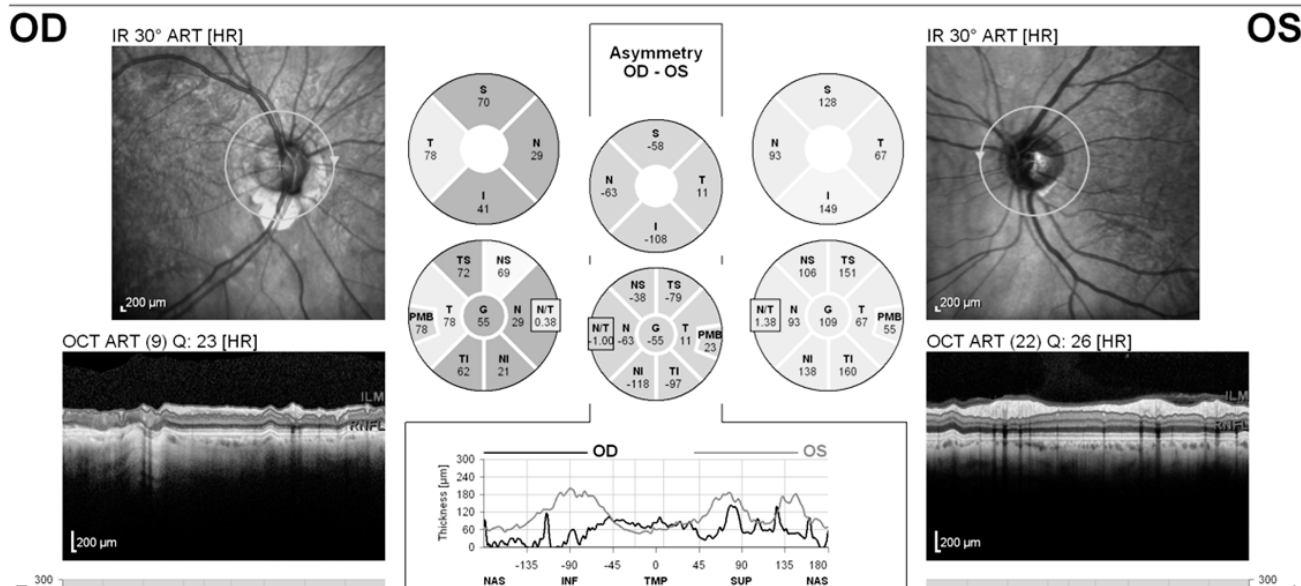 OD
OS
IR 30° ART [HR]
IR 30° ART [HR]
Asymmetry
OD - OS
S
70
T
78
N
29
I
41
S
-58
N
-63
T
11
I
-108
S
128
N
93
T
67
I
149
200 µm
200 µm
TS
72
NS
69
PMB
78
T
78
G
55
N
29
N/T
0.38
TI
62
NI
21
NS
-38
TS
-79
N/T
-1.00
N
-63
G
-55
T
11
PMB
23
NI
-118
TI
-97
NS
106
TS
151
N/T
1.38
N
93
G
109
T
67
PMB
55
NI
138
TI
160
OCT ART (9) Q: 23 [HR]
OCT ART (22) Q: 26 [HR]
ILM
RNFL
200 µm
ILM
RNFL
200 µm
OD
OS
Thickness [µm]
300
240
180
120
60
0
-135 -90 -45 0 45 90 135 180
NAS INF TMP SUP NAS
300
300